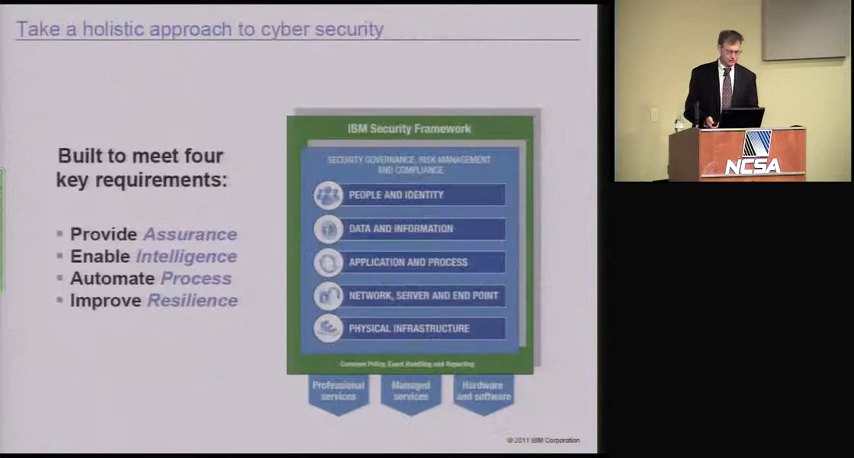 Take a holistic approach to cyber security
Built to meet four
key requirements:
Provide Assurance
Enable Intelligence
Automate Process
Improve Resilience
IBM Security Framework
SECURITY GOVERNANCE, RISK MANAGEMENT
AND COMPLIANCE
PEOPLE AND IDENTITY
DATA AND INFORMATION
APPLICATION AND PROCESS
NETWORK, SERVER AND END POINT
PHYSICAL INFRASTRUCTURE
Common Policy, Event Handling and Reporting
Professional
services
Managed
services
Hardware
and software
© 2011 IBM Corporation
NCSA